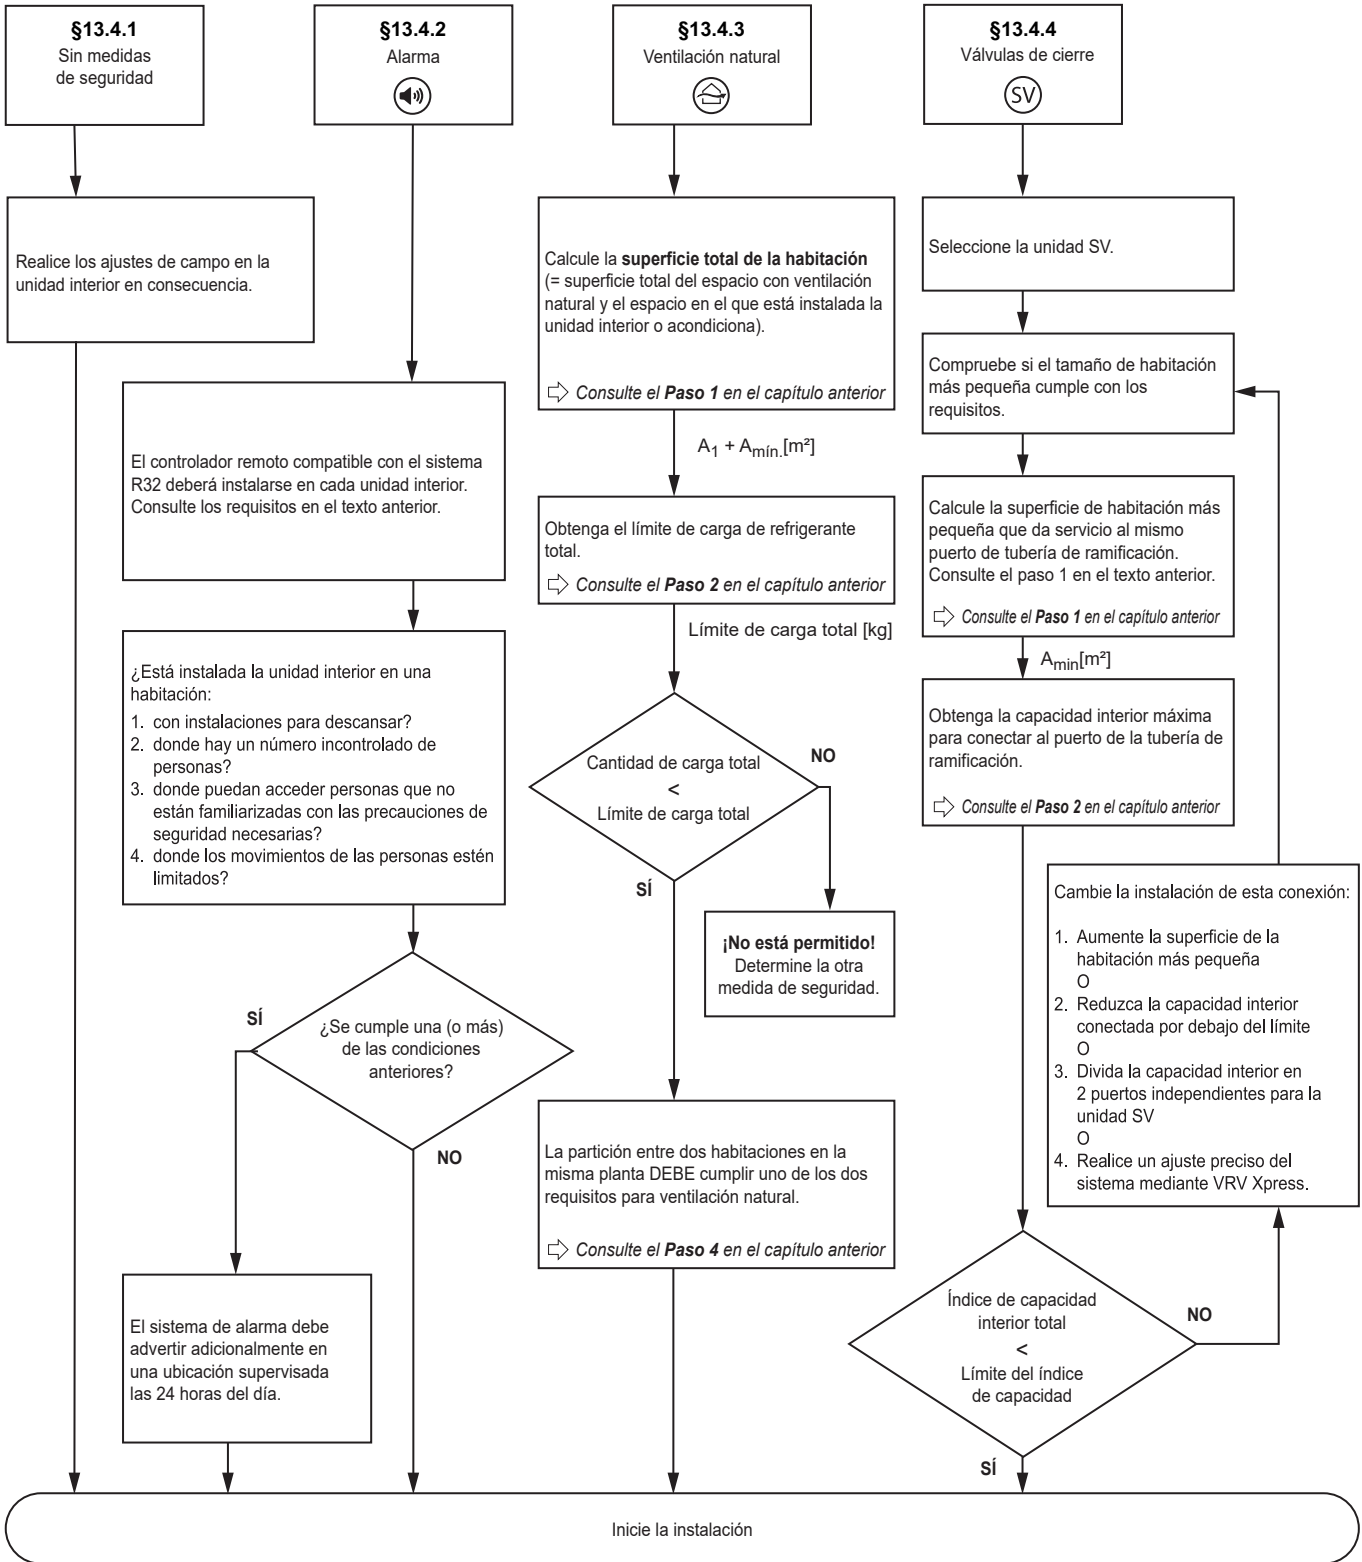 §13.4.1
Sin medidas
de seguridad
Realice los ajustes de campo en la
unidad interior en consecuencia.
§13.4.2
Alarma
El controlador remoto compatible con el sistema
R32 deberá instalarse en cada unidad interior.
Consulte los requisitos en el texto anterior.
¿Está instalada la unidad interior en una
habitación:
1. con instalaciones para descansar?
2. donde hay un número incontrolado de
personas?
3. donde puedan acceder personas que no
están familiarizadas con las precauciones de
seguridad necesarias?
4. donde los movimientos de las personas estén
limitados?
¿Se cumple una (o más)
de las condiciones
anteriores?
SÍ
NO
El sistema de alarma debe
advertir adicionalmente en
una ubicación supervisada
las 24 horas del día.
§13.4.3
Ventilación natural
Calcule la superficie total de la habitación
(= superficie total del espacio con ventilación
natural y el espacio en el que está instalada la
unidad interior o acondiciona).
Consulte el Paso 1 en el capítulo anterior
A1 + Amín.[m²]
Obtenga el límite de carga de refrigerante
total.
Consulte el Paso 2 en el capítulo anterior
Límite de carga total [kg]
Cantidad de carga total
<
Límite de carga total
NO
SÍ
¡No está permitido!
Determine la otra
medida de seguridad.
La partición entre dos habitaciones en la
misma planta DEBE cumplir uno de los dos
requisitos para ventilación natural.
Consulte el Paso 4 en el capítulo anterior
§13.4.4
Válvulas de cierre
SV
Seleccione la unidad SV.
Compruebe si el tamaño de habitación
más pequeña cumple con los
requisitos.
Calcule la superficie de habitación más
pequeña que da servicio al mismo
puerto de tubería de ramificación.
Consulte el paso 1 en el texto anterior.
Consulte el Paso 1 en el capítulo anterior
Amin[m²]
Obtenga la capacidad interior máxima
para conectar al puerto de la tubería de
ramificación.
Consulte el Paso 2 en el capítulo anterior
Cambie la instalación de esta conexión:
1. Aumente la superficie de la
habitación más pequeña
O
2. Reduzca la capacidad interior
conectada por debajo del límite
O
3. Divida la capacidad interior en
2 puertos independientes para la
unidad SV
O
4. Realice un ajuste preciso del
sistema mediante VRV Xpress.
Índice de capacidad
interior total
<
Límite del índice
de capacidad
NO
SÍ
Inicie la instalación